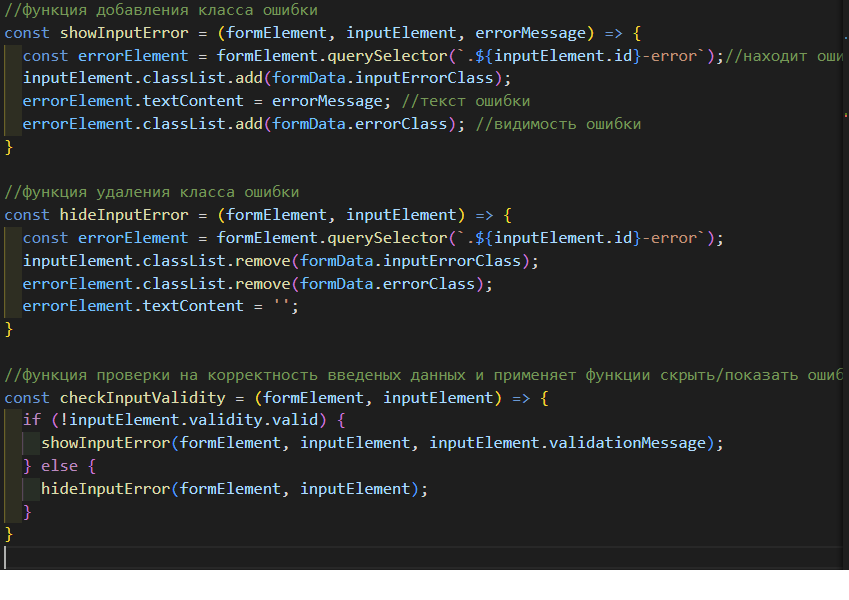 //функция добавления класса ошибки
const showInputError = (formElement, inputElement, errorMessage) => {
const errorElement = formElement.querySelector(`.${inputElement.id}-error`);//находит
inputElement.classList.add(formData.inputErrorClass);
errorElement.textContent = errorMessage; //текст ошибки
errorElement.classList.add(formData.errorClass); //видимость ошибки
}
//функция удаления класса ошибки
const hideInputError = (formElement, inputElement) => {
const errorElement = formElement.querySelector(`.${inputElement.id}-error`);
inputElement.classList.remove(formData.inputErrorClass);
errorElement.classList.remove(formData.errorClass);
errorElement.textContent = '';
}
//функция проверки на корректность введеных данных и применяет функции скрыть/показать
const checkInputValidity = (formElement, inputElement) => {
if (!inputElement.validity.valid) {
showInputError(formElement, inputElement, inputElement.validationMessage);
} else {
hideInputError(formElement, inputElement);
}
}